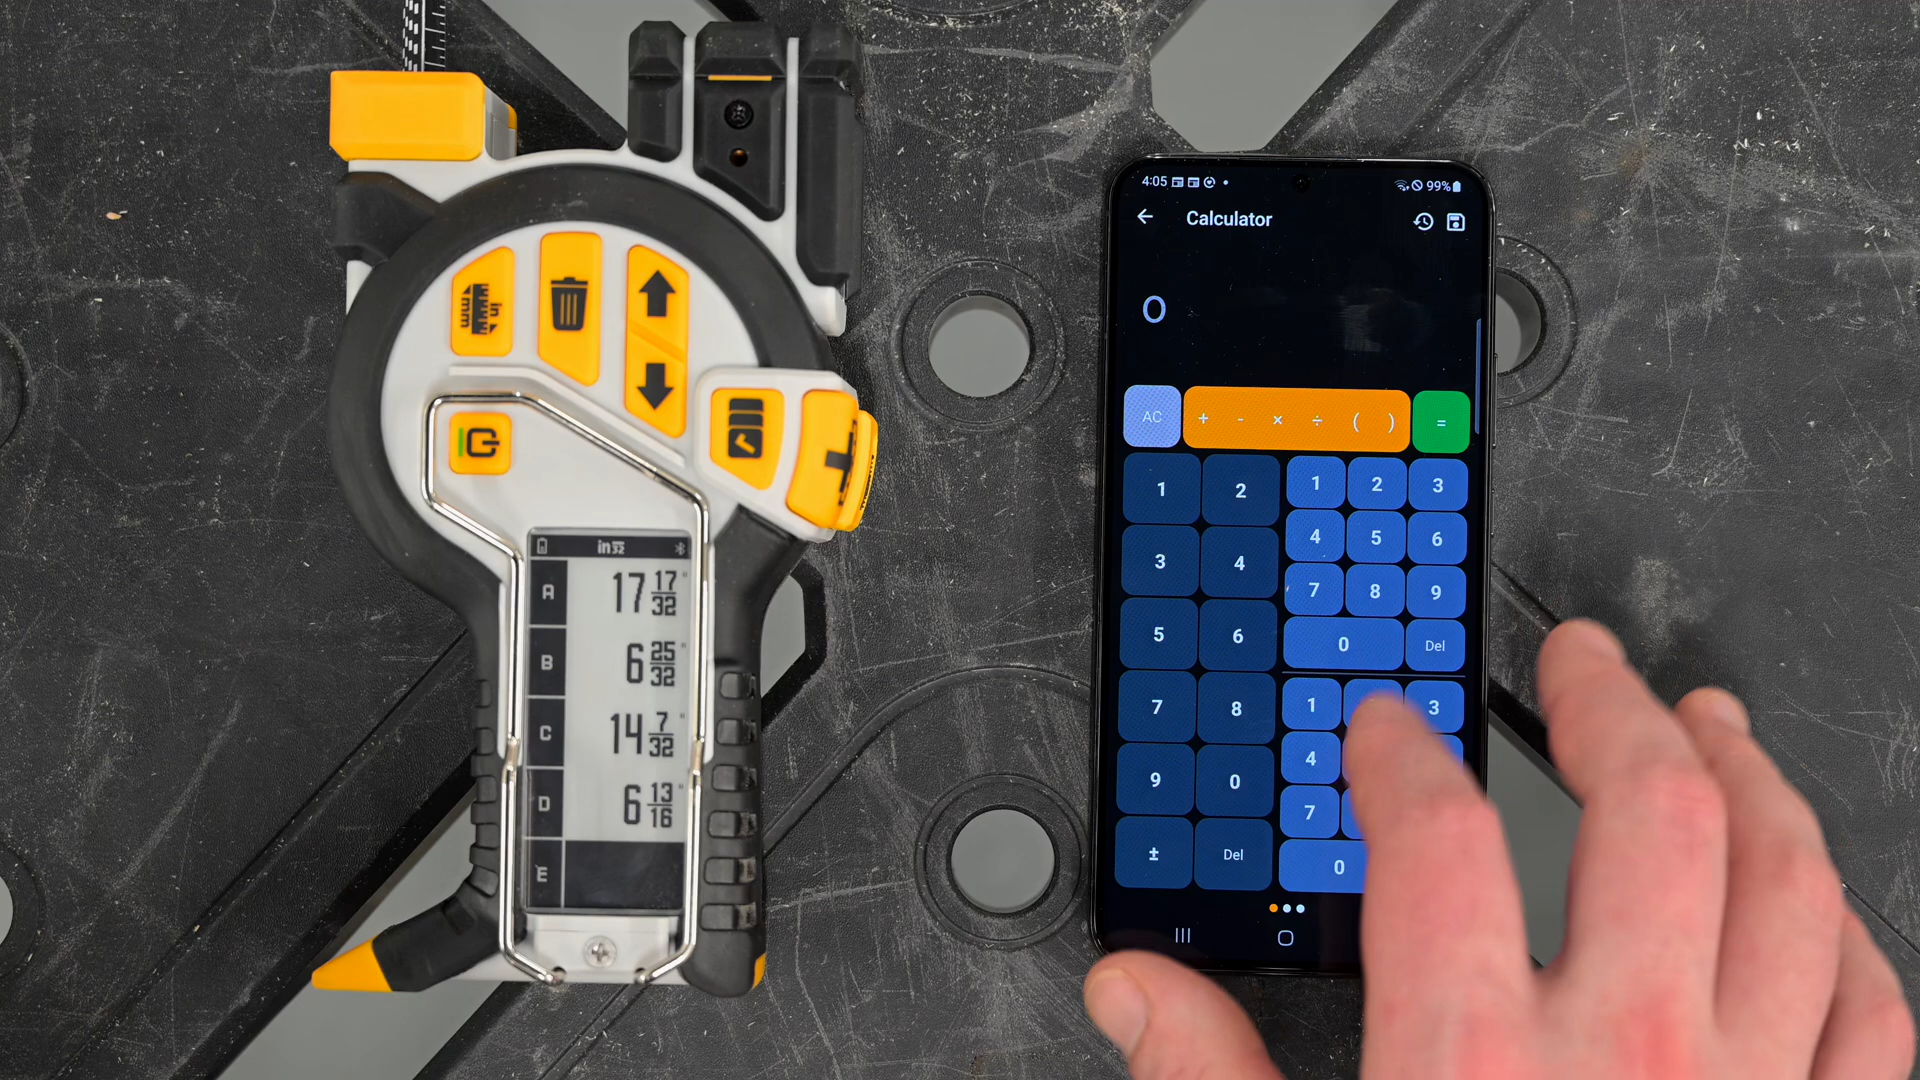 in
mm
in32
A 17 17/32"
B 6 25/32"
C 14 7/32"
D 6 13/16"
E
4:05 99%
Calculator
0
AC + - × ÷ ( ) =
1 2 1 2 3
3 4 4 5 6
7 8 9
5 6 0 Del
7 8 1 3
4
9 0 7
± Del 0